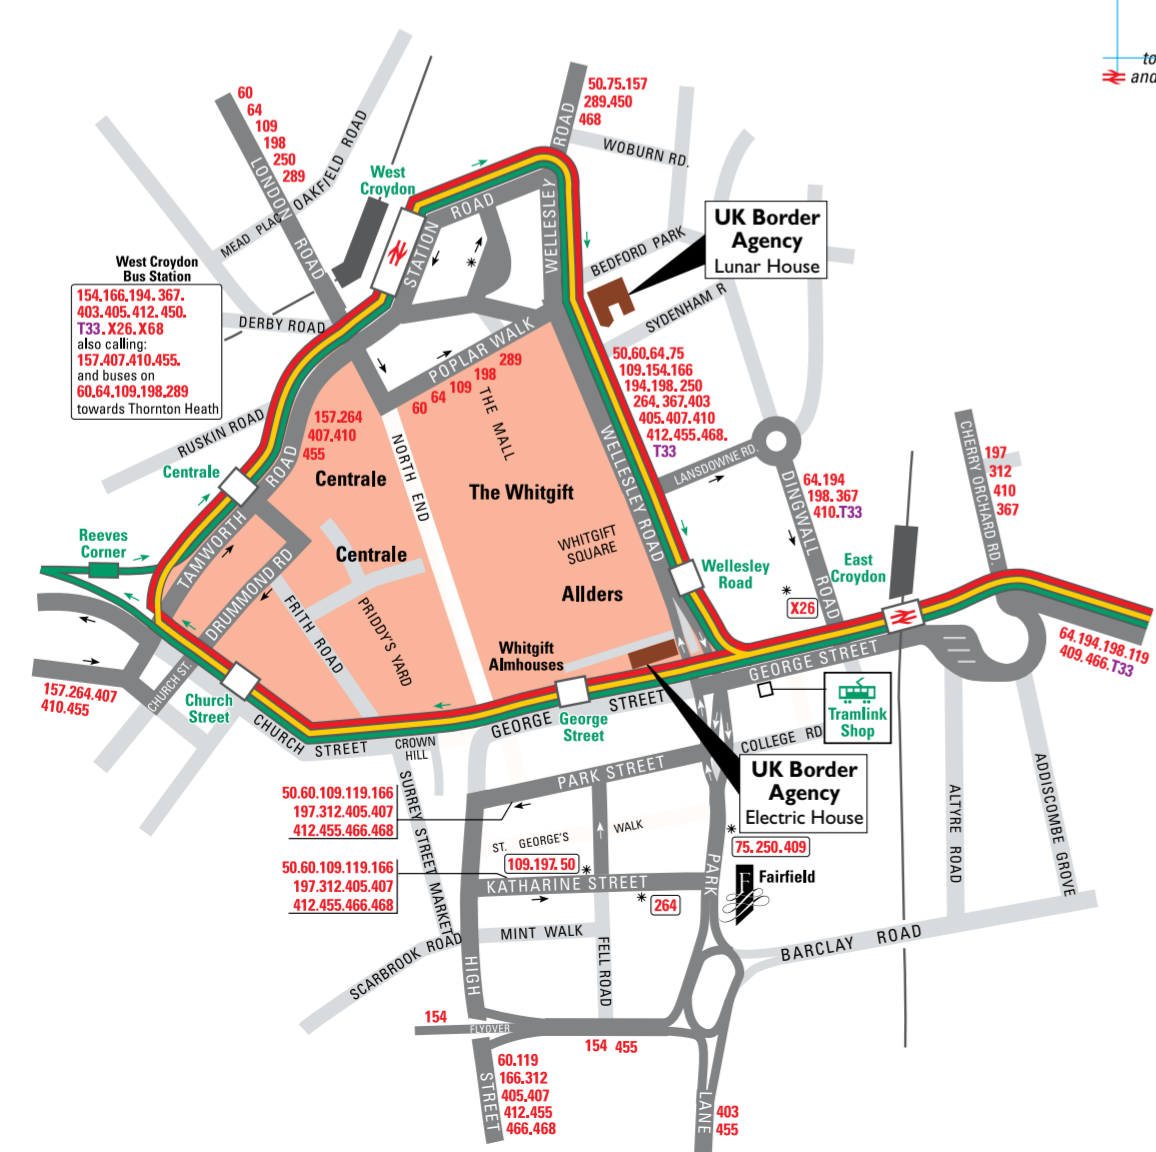 to
and
60
64
109
198
250
289
LONDON
ROAD
MEAD PLAC
OAKFIELD ROAD
West
Croydon
50.75.157
289.450
468
ROAD
WOBURN RD.
WELLESLEY
STATION
ROAD
BEDFORD PARK
UK Border
Agency
Lunar House
SYDENHAM R
West Croydon
Bus Station
154.166.194.367.
403.405.412.450.
T33.X26.X68
also calling:
157.407.410.455.
and buses on
60.64.109.198.289
towards Thornton Heath
DERBY ROAD
POPLAR WALK
60
64
109
198
289
THE MALL
50.60.64.75
109.154.166
194.198.250
264.367.403
405.407.410
412.455.468.
T33
RUSKIN ROAD
157.264
407.410
455
Centrale
TAMWORTH
ROAD
Centrale
NORTH END
The Whitgift
WELLESLEY ROAD
LANSDOWNE RD.
DINGWALL
ROAD
64.194
198.367
410.T33
CHERRY ORCHARD RD.
197
312
410
367
Reeves
Corner
DRUMMOND RD
Centrale
WHITGIFT
SQUARE
Allders
Wellesley
Road
East
Croydon
*
X26
FRITH ROAD
PRIDDY'S YARD
Whitgift
Almhouses
GEORGE STREET
64.194.198.119
409.466.T33
157.264.407
410.455
CHURCH ST.
Church
Street
CHURCH STREET
CROWN
HILL
GEORGE STREET
George
Street
Tramlink
Shop
COLLEGE RD
PARK STREET
UK Border
Agency
Electric House
50.60.109.119.166
197.312.405.407
412.455.466.468
SURREY STREET MARKET
ST. GEORGE'S WALK
*
75.250.409
109.197.50
*
50.60.109.119.166
197.312.405.407
412.455.466.468
KATHARINE STREET
PARK
*
264
F
Fairfield
ALTYRE ROAD
ADDISCOMBE GROVE
MINT WALK
FELL ROAD
BARCLAY ROAD
SCARBROOK ROAD
HIGH
154
FLYOVER
154 455
STREET
60.119
166.312
405.407
412.455
466.468
LANE
403
455